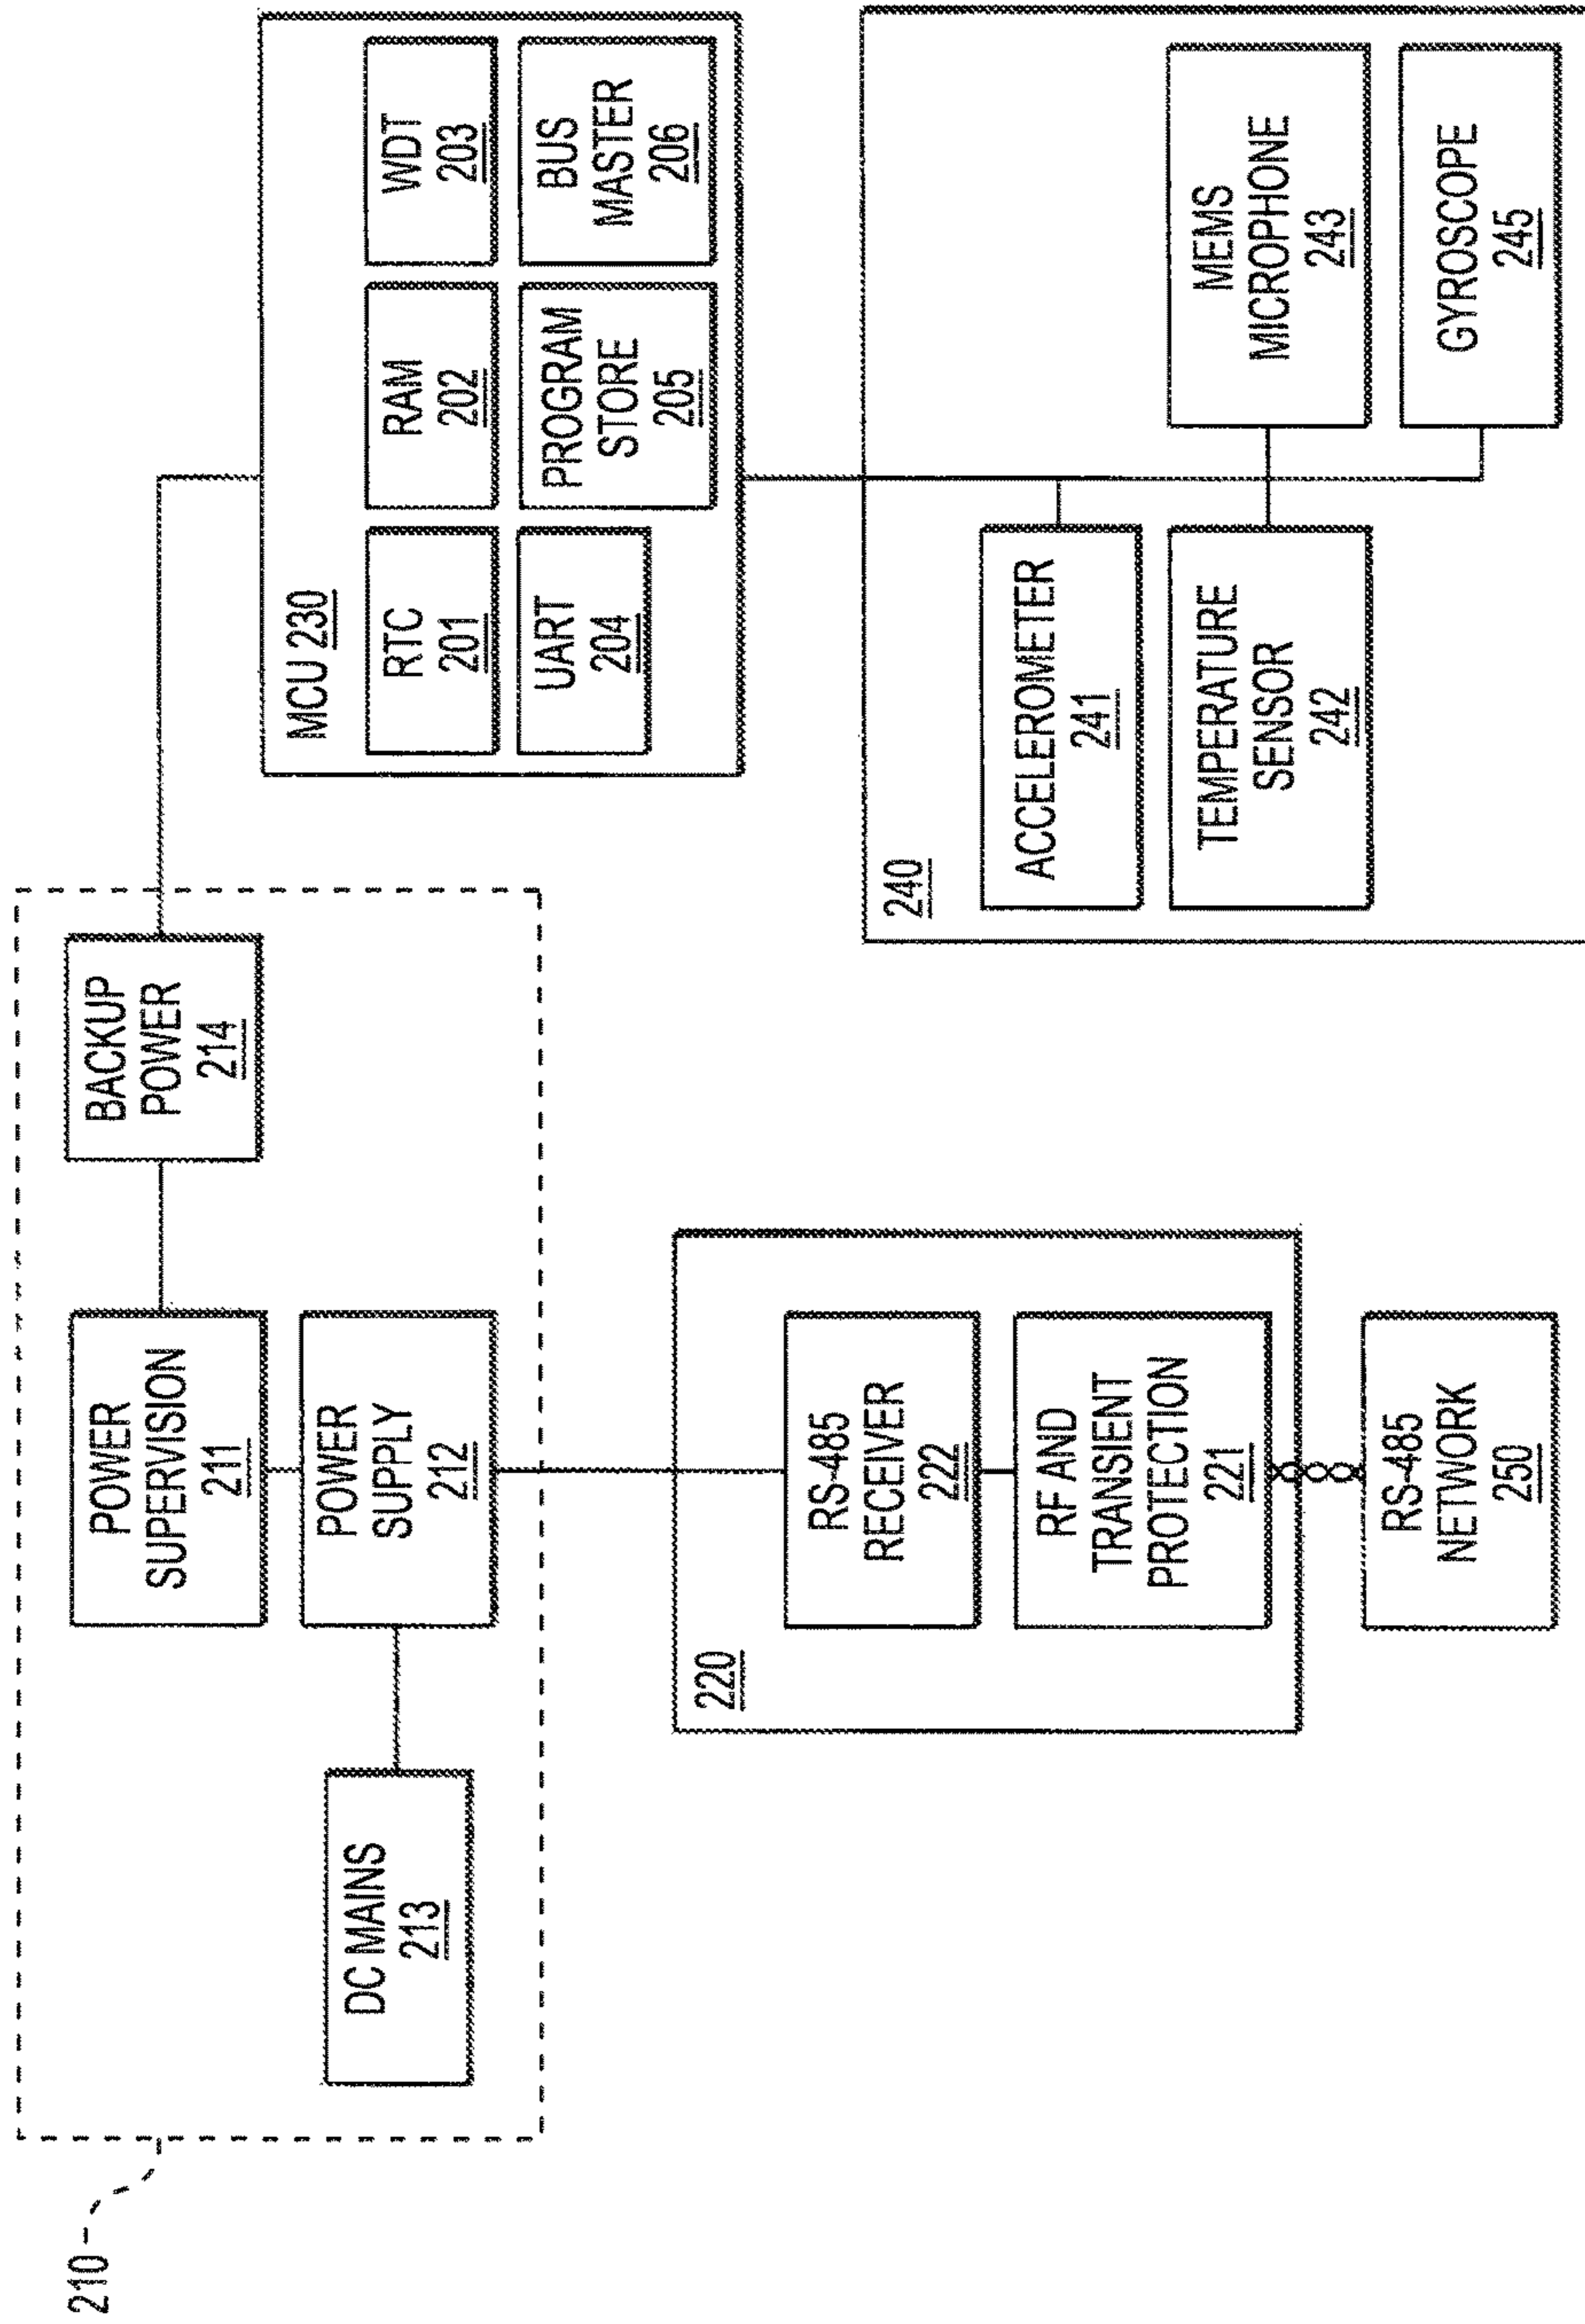 210
POWER
SUPERVISION
211
BACKUP
POWER
214
DC MAINS
213
POWER
SUPPLY
212
MCU 230
RTC
201
RAM
202
WDT
203
UART
204
PROGRAM
STORE
205
BUS
MASTER
206
220
RS-485
RECEIVER
222
RF AND
TRANSIENT
PROTECTION
221
RS-485
NETWORK
250
240
ACCELEROMETER
241
TEMPERATURE
SENSOR
242
MEMS
MICROPHONE
243
GYROSCOPE
245